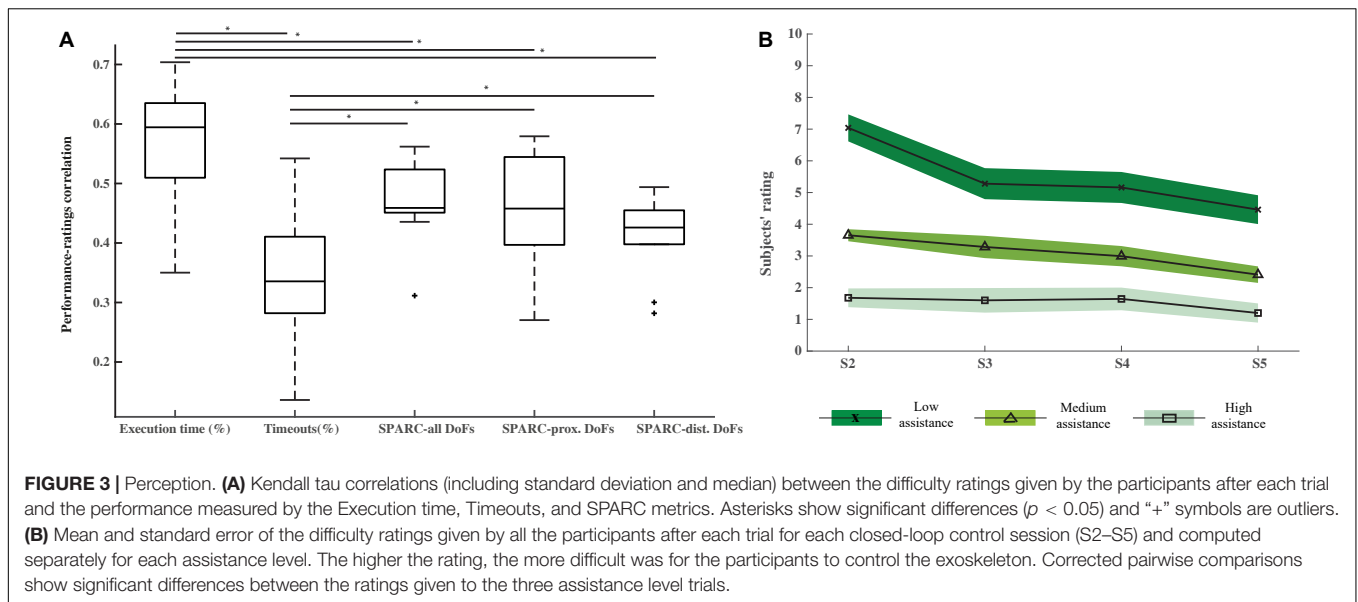 A
Performance-ratings correlation
0.7
0.6
0.5
0.4
0.3
0.2
* * * *
* * *
Execution time (%) Timeouts(%) SPARC-all DoFs SPARC-prox. DoFs SPARC-dist. DoFs
B
Subjects' rating
10
9
8
7
6
5
4
3
2
1
0
S2 S3 S4 S5
Low assistance
Medium assistance
High assistance
FIGURE 3 | Perception. (A) Kendall tau correlations (including standard deviation and median) between the difficulty ratings given by the participants after each trial
and the performance measured by the Execution time, Timeouts, and SPARC metrics. Asterisks show significant differences (p < 0.05) and “+” symbols are outliers.
(B) Mean and standard error of the difficulty ratings given by all the participants after each trial for each closed-loop control session (S2–S5) and computed
separately for each assistance level. The higher the rating, the more difficult was for the participants to control the exoskeleton. Corrected pairwise comparisons
show significant differences between the ratings given to the three assistance level trials.